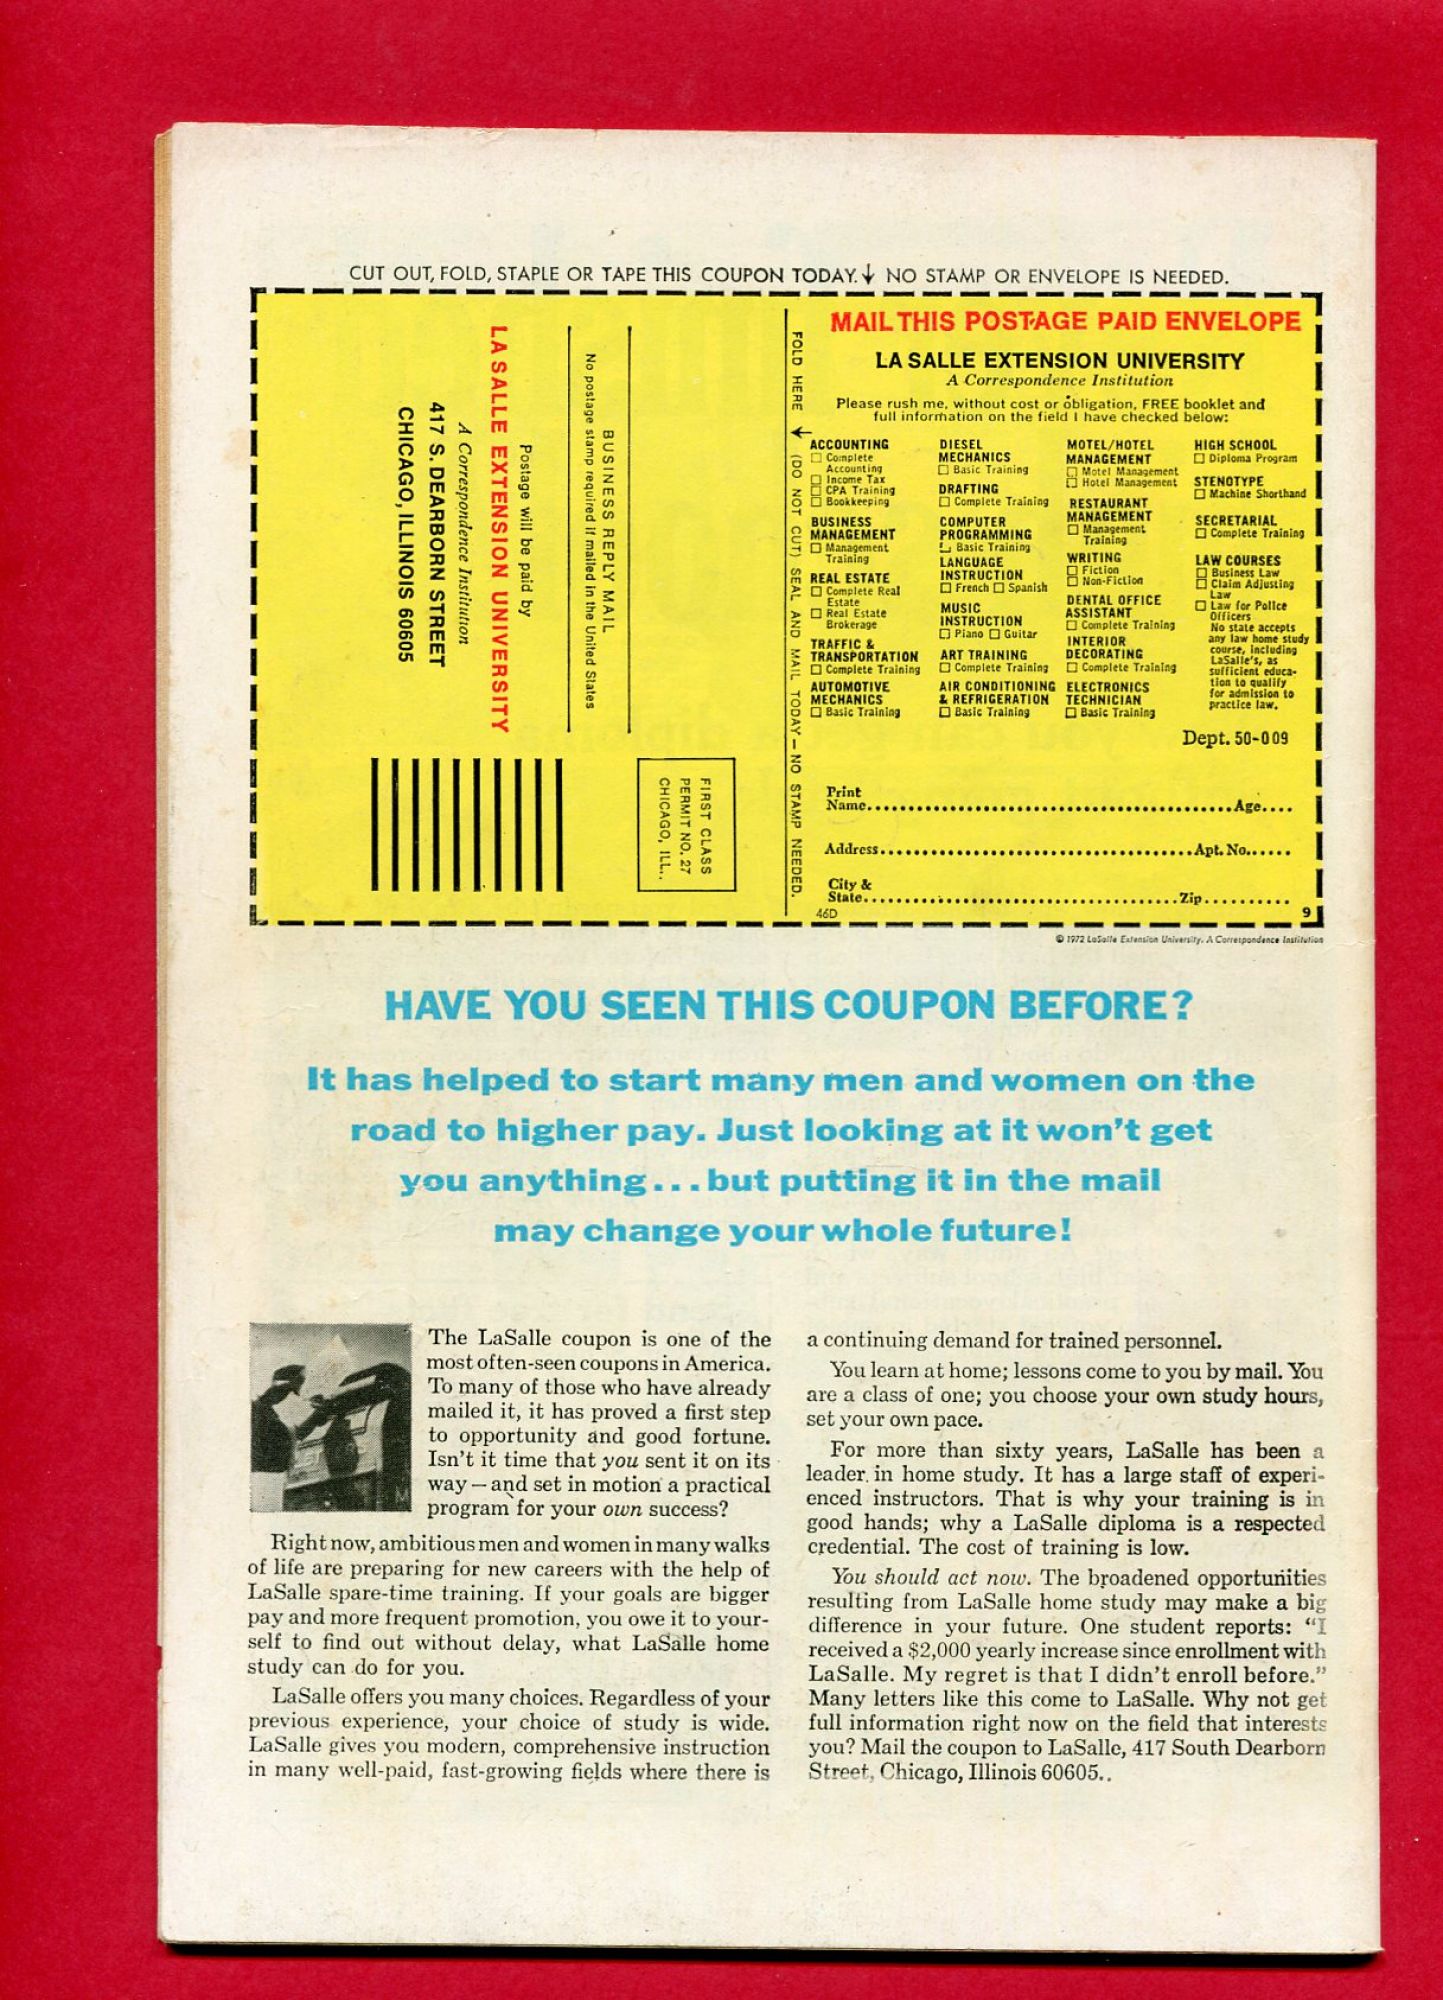 CUT OUT, FOLD, STAPLE OR TAPE THIS COUPON TODAY.↓ NO STAMP OR ENVELOPE IS NEEDED.
BUSINESS REPLY MAIL
No postage stamp required if mailed in the United States
Postage will be paid by
LA SALLE EXTENSION UNIVERSITY
A Correspondence Institution
417 S. DEARBORN STREET
CHICAGO, ILLINOIS 60605
FIRST CLASS
PERMIT NO. 27
CHICAGO, ILL.
FOLD HERE → (DO NOT CUT) SEAL AND MAIL TODAY — NO STAMP NEEDED.
MAIL THIS POSTAGE PAID ENVELOPE
LA SALLE EXTENSION UNIVERSITY
A Correspondence Institution
Please rush me, without cost or obligation, FREE booklet and
full information on the field I have checked below:
ACCOUNTING
☐ Complete
Accounting
☐ Income Tax
☐ CPA Training
☐ Bookkeeping
BUSINESS
MANAGEMENT
☐ Management
Training
REAL ESTATE
☐ Complete Real
Estate
☐ Real Estate
Brokerage
TRAFFIC &
TRANSPORTATION
☐ Complete Training
AUTOMOTIVE
MECHANICS
☐ Basic Training
DIESEL
MECHANICS
☐ Basic Training
DRAFTING
☐ Complete Training
COMPUTER
PROGRAMMING
☐ Basic Training
LANGUAGE
INSTRUCTION
☐ French ☐ Spanish
MUSIC
INSTRUCTION
☐ Piano ☐ Guitar
ART TRAINING
☐ Complete Training
AIR CONDITIONING
& REFRIGERATION
☐ Basic Training
MOTEL/HOTEL
MANAGEMENT
☐ Motel Management
☐ Hotel Management
RESTAURANT
MANAGEMENT
☐ Management
Training
WRITING
☐ Fiction
☐ Non-Fiction
DENTAL OFFICE
ASSISTANT
☐ Complete Training
INTERIOR
DECORATING
☐ Complete Training
ELECTRONICS
TECHNICIAN
☐ Basic Training
HIGH SCHOOL
☐ Diploma Program
STENOTYPE
☐ Machine Shorthand
SECRETARIAL
☐ Complete Training
LAW COURSES
☐ Business Law
☐ Claim Adjusting
Law
☐ Law for Police
Officers
No state accepts
any law home study
course, including
LaSalle's, as
sufficient educa-
tion to qualify
for admission to
practice law.
Dept. 50-009
Print
Name.......................................................Age....
Address...............................................Apt. No......
City &
State................................................Zip..........
46D 9
© 1972 LaSalle Extension University. A Correspondence Institution
HAVE YOU SEEN THIS COUPON BEFORE?
It has helped to start many men and women on the
road to higher pay. Just looking at it won't get
you anything...but putting it in the mail
may change your whole future!
The LaSalle coupon is one of the
most often-seen coupons in America.
To many of those who have already
mailed it, it has proved a first step
to opportunity and good fortune.
Isn't it time that you sent it on its
way — and set in motion a practical
program for your own success?
Right now, ambitious men and women in many walks
of life are preparing for new careers with the help of
LaSalle spare-time training. If your goals are bigger
pay and more frequent promotion, you owe it to your-
self to find out without delay, what LaSalle home
study can do for you.
LaSalle offers you many choices. Regardless of your
previous experience, your choice of study is wide.
LaSalle gives you modern, comprehensive instruction
in many well-paid, fast-growing fields where there is
a continuing demand for trained personnel.
You learn at home; lessons come to you by mail. You
are a class of one; you choose your own study hours,
set your own pace.
For more than sixty years, LaSalle has been a
leader in home study. It has a large staff of experi-
enced instructors. That is why your training is in
good hands; why a LaSalle diploma is a respected
credential. The cost of training is low.
You should act now. The broadened opportunities
resulting from LaSalle home study may make a big
difference in your future. One student reports: "I
received a $2,000 yearly increase since enrollment with
LaSalle. My regret is that I didn't enroll before."
Many letters like this come to LaSalle. Why not get
full information right now on the field that interests
you? Mail the coupon to LaSalle, 417 South Dearborn
Street, Chicago, Illinois 60605..